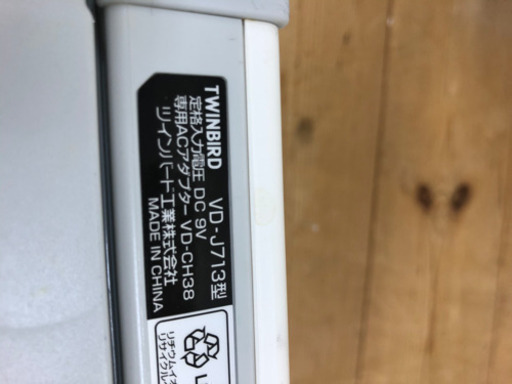 TWINBIRD VD-J713型
定格入力電圧 DC 9V
専用ACアダプター VD-CH38
ツインバード工業株式会社
MADE IN CHINA